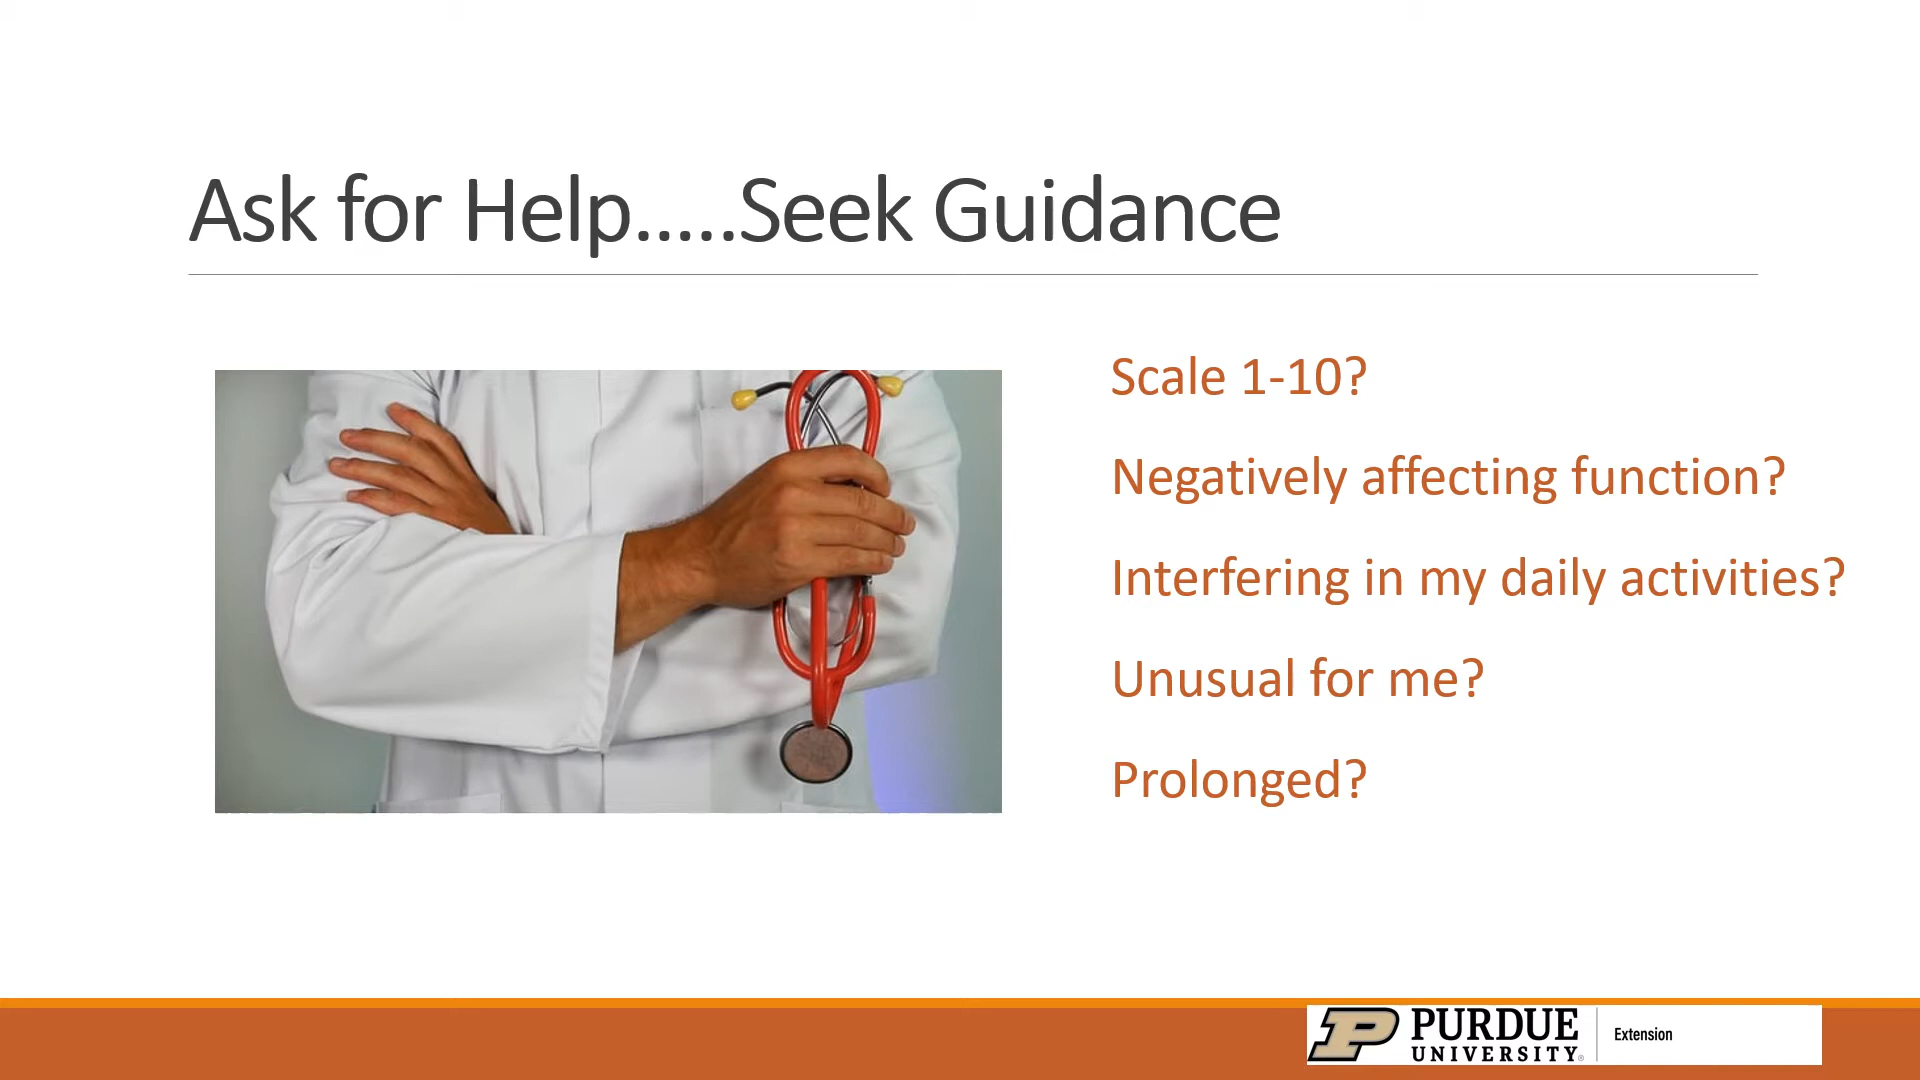 Ask for Help.....Seek Guidance
Scale 1-10?
Negatively affecting function?
Interfering in my daily activities?
Unusual for me?
Prolonged?
P PURDUE UNIVERSITY®
Extension